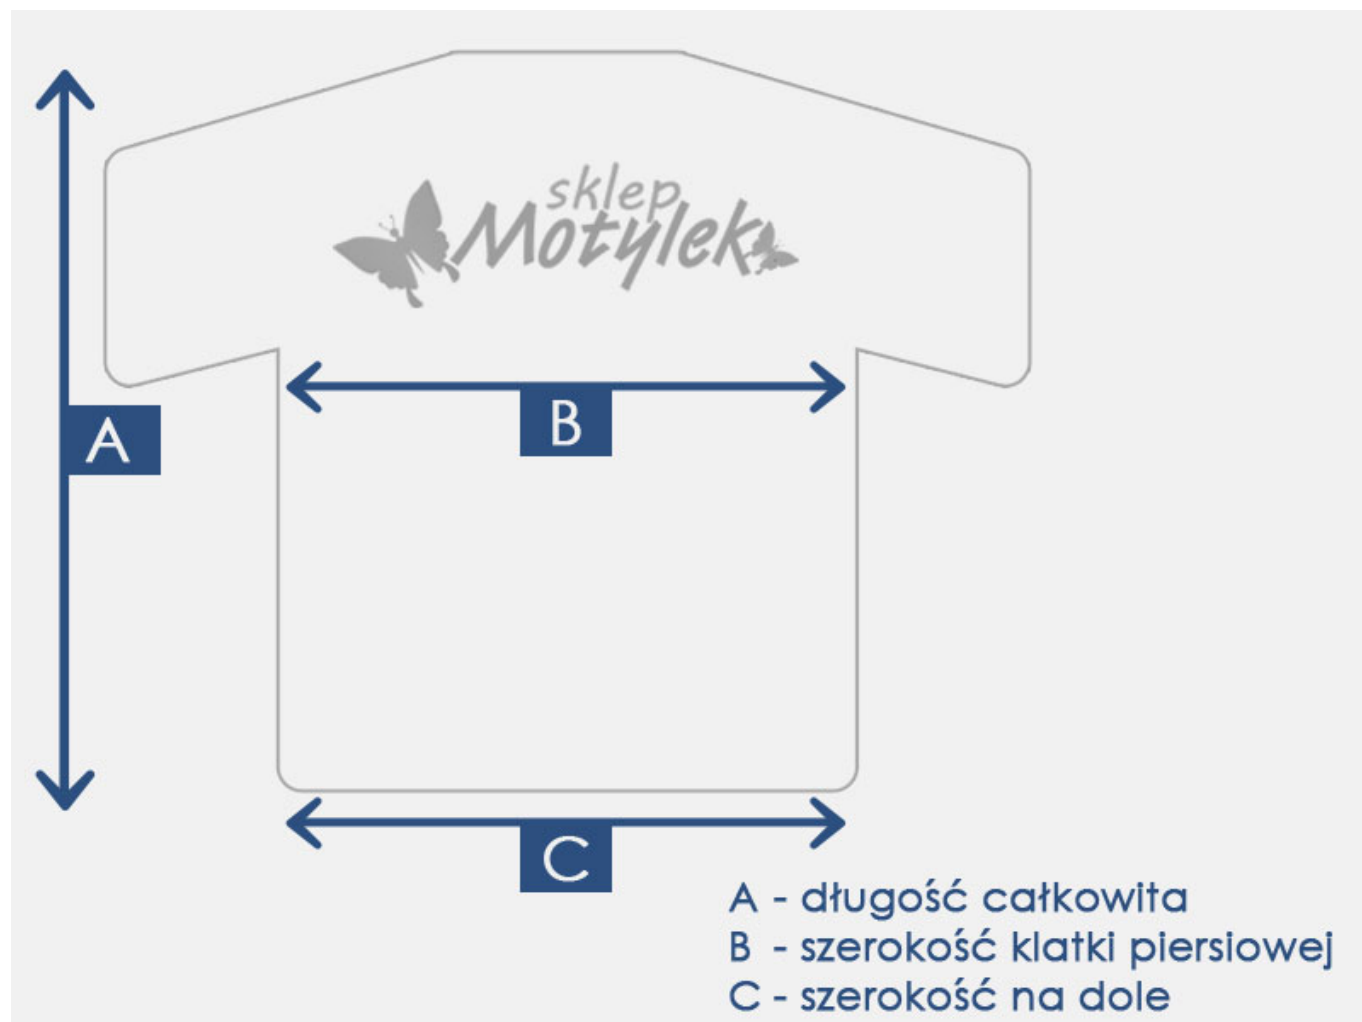 sklep
Motylek
A
B
C
A - długość całkowita
B - szerokość klatki piersiowej
C - szerokość na dole